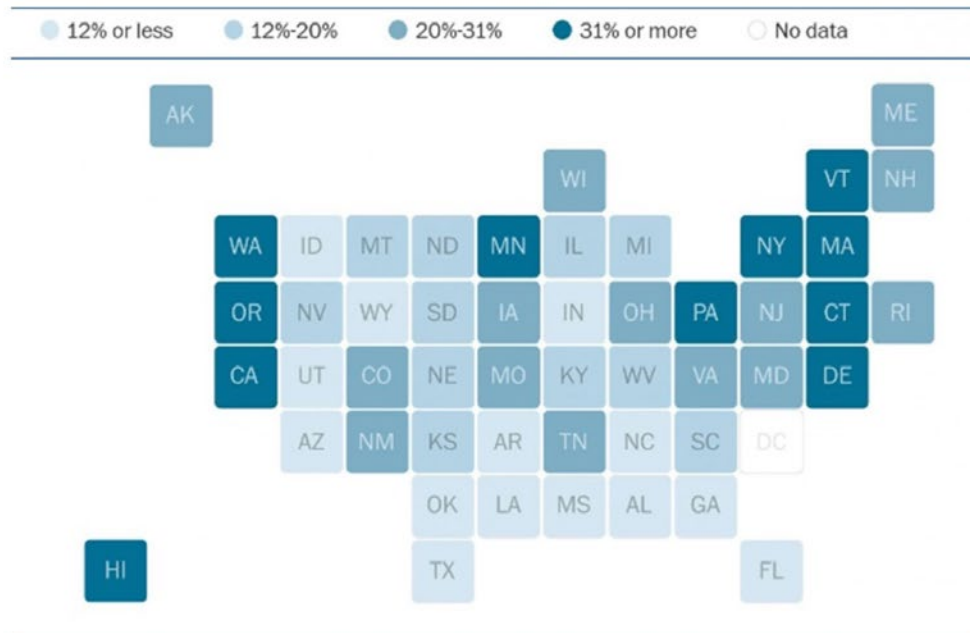 12% or less 12%-20% 20%-31% 31% or more No data
AK ME
WI VT NH
WA ID MT ND MN IL MI NY MA
OR NV WY SD IA IN OH PA NJ CT RI
CA UT CO NE MO KY WV VA MD DE
AZ NM KS AR TN NC SC DC
OK LA MS AL GA
HI TX FL